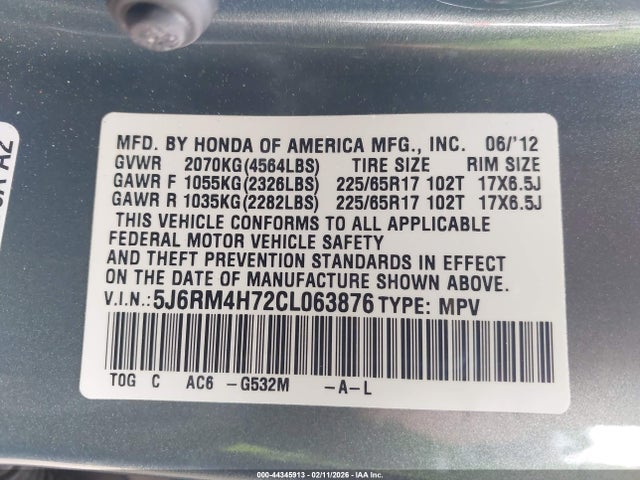 MFD. BY HONDA OF AMERICA MFG., INC. 06/'12
GVWR 2070KG(4564LBS) TIRE SIZE RIM SIZE
GAWR F 1055KG(2326LBS) 225/65R17 102T 17X6.5J
GAWR R 1035KG(2282LBS) 225/65R17 102T 17X6.5J
THIS VEHICLE CONFORMS TO ALL APPLICABLE
FEDERAL MOTOR VEHICLE SAFETY
AND THEFT PREVENTION STANDARDS IN EFFECT
ON THE DATE OF MANUFACTURE SHOWN ABOVE.
V.I.N.:5J6RM4H72CL063876 TYPE: MPV
TOG C AC6 -G532M -A-L
A2
000-44345913 - 02/11/2026 - IAA Inc.